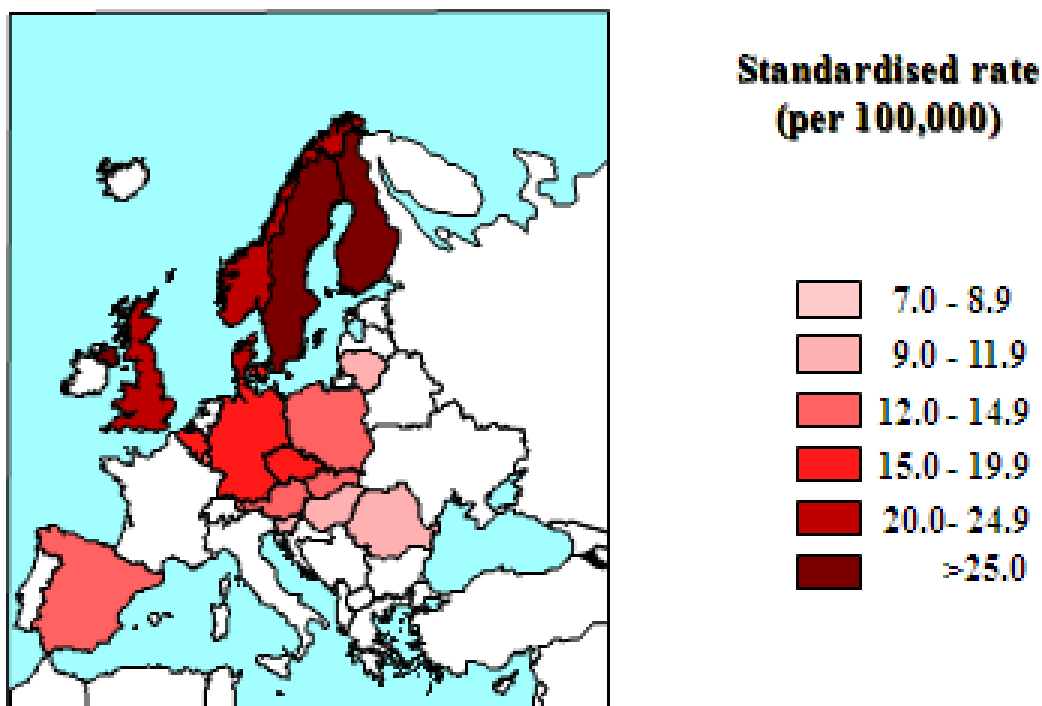 Standardised rate
(per 100,000)
7.0 - 8.9
9.0 - 11.9
12.0 - 14.9
15.0 - 19.9
20.0- 24.9
>25.0